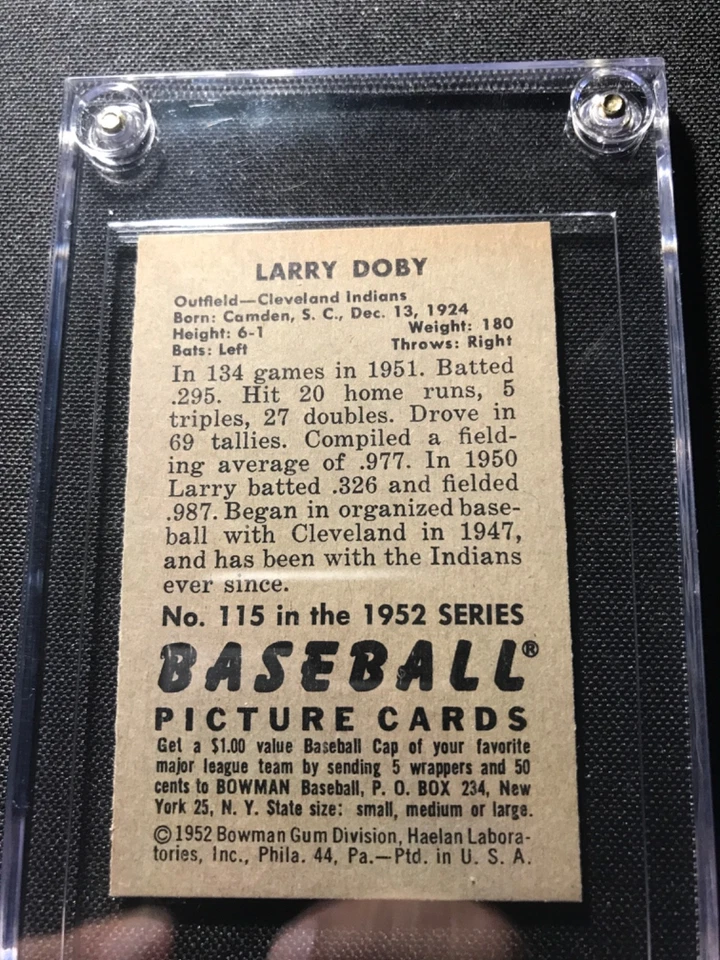 LARRY DOBY
Outfield—Cleveland Indians
Born: Camden, S. C., Dec. 13, 1924
Height: 6-1 Weight: 180
Bats: Left Throws: Right
In 134 games in 1951. Batted
.295. Hit 20 home runs, 5
triples, 27 doubles. Drove in
69 tallies. Compiled a field-
ing average of .977. In 1950
Larry batted .326 and fielded
.987. Began in organized base-
ball with Cleveland in 1947,
and has been with the Indians
ever since.
No. 115 in the 1952 SERIES
BASEBALL®
PICTURE CARDS
Get a $1.00 value Baseball Cap of your favorite
major league team by sending 5 wrappers and 50
cents to BOWMAN Baseball, P. O. BOX 234, New
York 25, N. Y. State size: small, medium or large.
©1952 Bowman Gum Division, Haelan Labora-
tories, Inc., Phila. 44, Pa.—Ptd. in U. S. A.